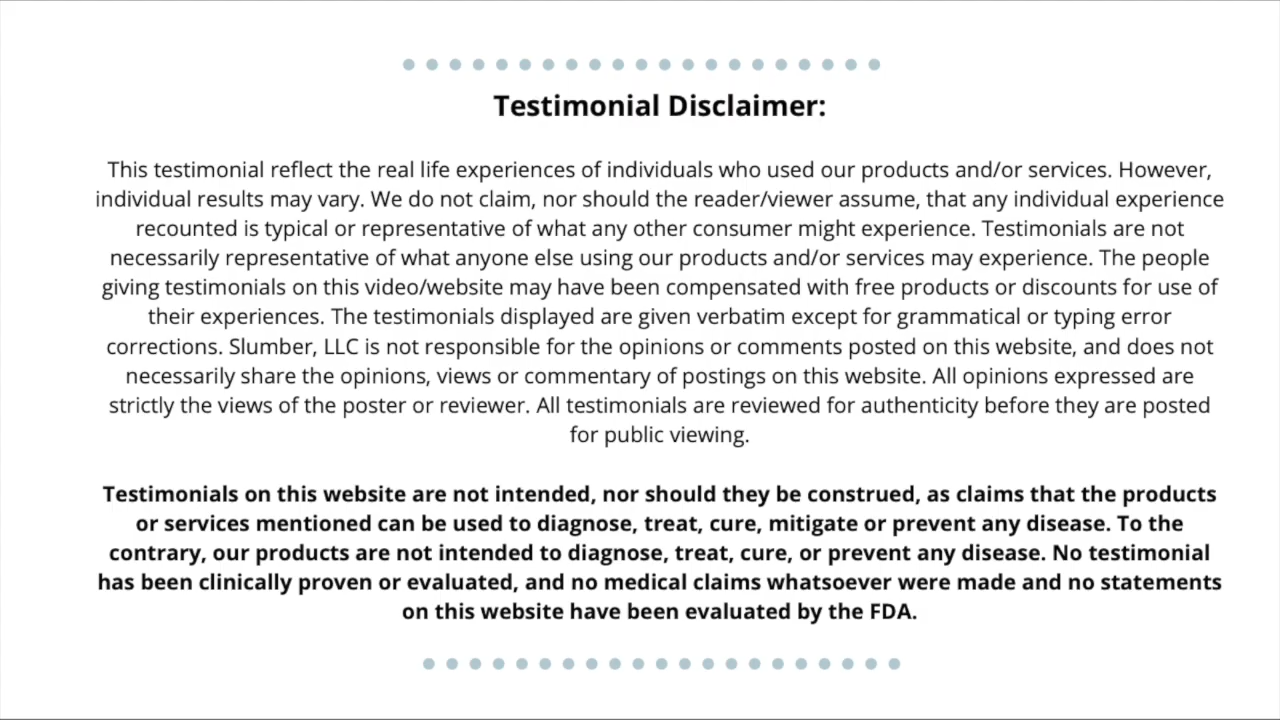 Testimonial Disclaimer:
This testimonial reflect the real life experiences of individuals who used our products and/or services. However,
individual results may vary. We do not claim, nor should the reader/viewer assume, that any individual experience
recounted is typical or representative of what any other consumer might experience. Testimonials are not
necessarily representative of what anyone else using our products and/or services may experience. The people
giving testimonials on this video/website may have been compensated with free products or discounts for use of
their experiences. The testimonials displayed are given verbatim except for grammatical or typing error
corrections. Slumber, LLC is not responsible for the opinions or comments posted on this website, and does not
necessarily share the opinions, views or commentary of postings on this website. All opinions expressed are
strictly the views of the poster or reviewer. All testimonials are reviewed for authenticity before they are posted
for public viewing.
Testimonials on this website are not intended, nor should they be construed, as claims that the products
or services mentioned can be used to diagnose, treat, cure, mitigate or prevent any disease. To the
contrary, our products are not intended to diagnose, treat, cure, or prevent any disease. No testimonial
has been clinically proven or evaluated, and no medical claims whatsoever were made and no statements
on this website have been evaluated by the FDA.